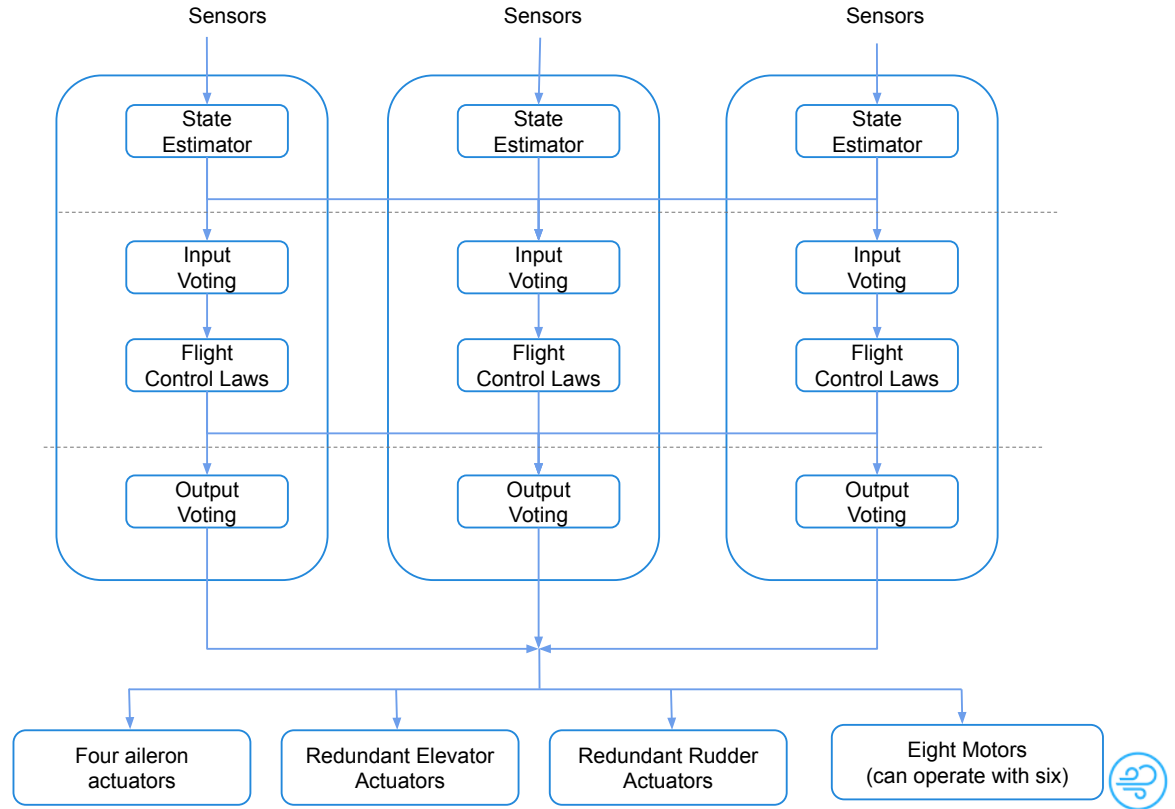 Sensors
Sensors
Sensors
State
Estimator
State
Estimator
State
Estimator
Input
Voting
Input
Voting
Input
Voting
Flight
Control Laws
Flight
Control Laws
Flight
Control Laws
Output
Voting
Output
Voting
Output
Voting
Four aileron
actuators
Redundant Elevator
Actuators
Redundant Rudder
Actuators
Eight Motors
(can operate with six)